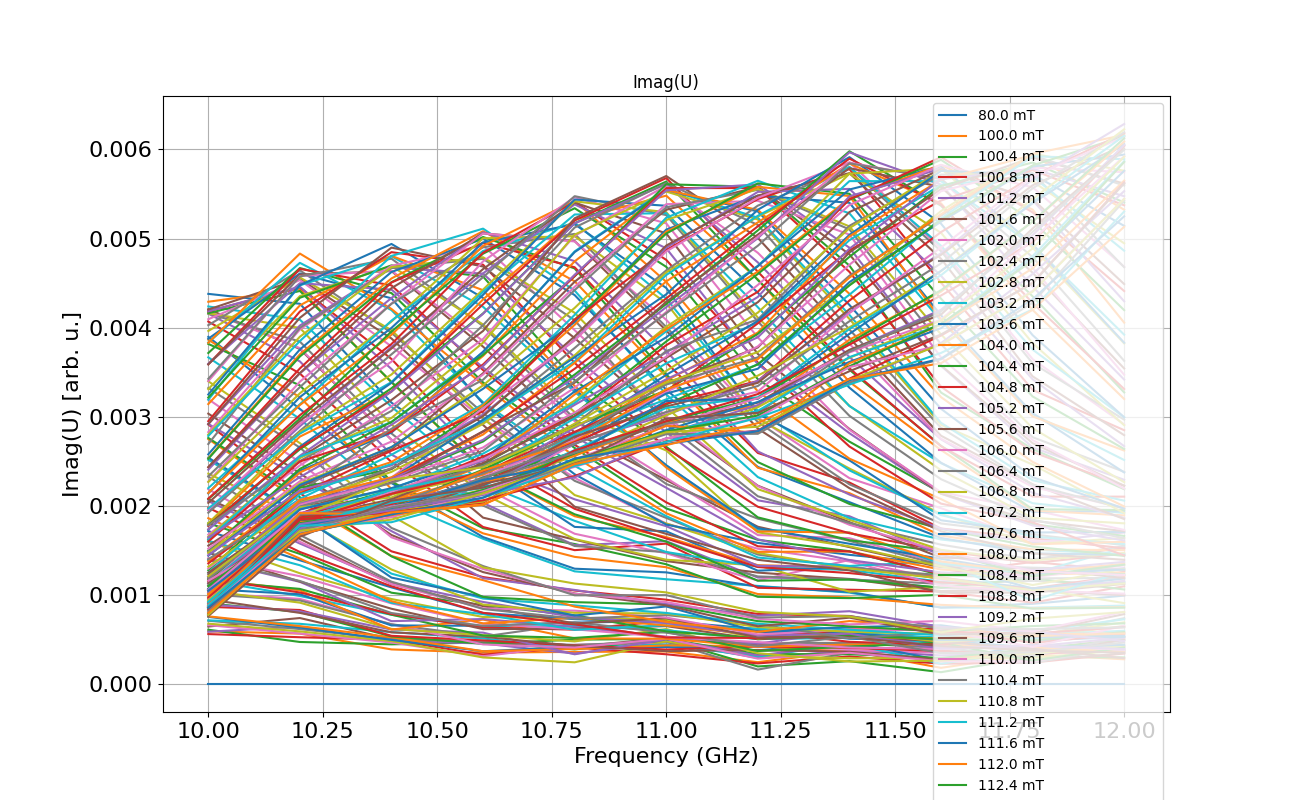 Imag(U)
0.006
0.005
0.004
0.003
0.002
0.001
0.000
Imag(U) [arb. u.]
10.00 10.25 10.50 10.75 11.00 11.25 11.50 11.75 12.00
Frequency (GHz)
80.0 mT
100.0 mT
100.4 mT
100.8 mT
101.2 mT
101.6 mT
102.0 mT
102.4 mT
102.8 mT
103.2 mT
103.6 mT
104.0 mT
104.4 mT
104.8 mT
105.2 mT
105.6 mT
106.0 mT
106.4 mT
106.8 mT
107.2 mT
107.6 mT
108.0 mT
108.4 mT
108.8 mT
109.2 mT
109.6 mT
110.0 mT
110.4 mT
110.8 mT
111.2 mT
111.6 mT
112.0 mT
112.4 mT